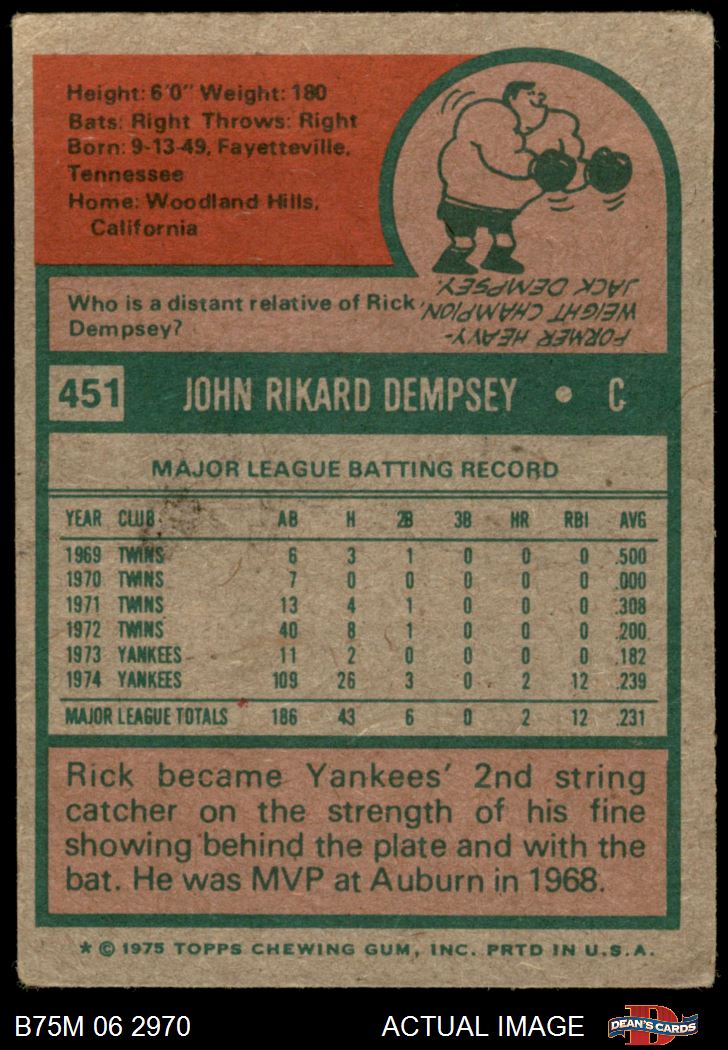 Height: 6'0" Weight: 180
Bats: Right Throws: Right
Born: 9-13-49, Fayetteville,
Tennessee
Home: Woodland Hills,
California
Who is a distant relative of Rick
Dempsey?
FORMER HEAVY-
WEIGHT CHAMPION,
JACK DEMPSEY.
451 JOHN RIKARD DEMPSEY • C
MAJOR LEAGUE BATTING RECORD
YEAR CLUB AB H 2B 3B HR RBI AVG
1969 TWINS 6 3 1 0 0 0 .500
1970 TWINS 7 0 0 0 0 0 .000
1971 TWINS 13 4 1 0 0 0 .308
1972 TWINS 40 8 1 0 0 0 .200
1973 YANKEES 11 2 0 0 0 0 .182
1974 YANKEES 109 26 3 0 2 12 .239
MAJOR LEAGUE TOTALS 186 43 6 0 2 12 .231
Rick became Yankees' 2nd string
catcher on the strength of his fine
showing behind the plate and with the
bat. He was MVP at Auburn in 1968.
* © 1975 TOPPS CHEWING GUM, INC. PRTD IN U.S.A.
B75M 06 2970 ACTUAL IMAGE D DEAN'S CARDS